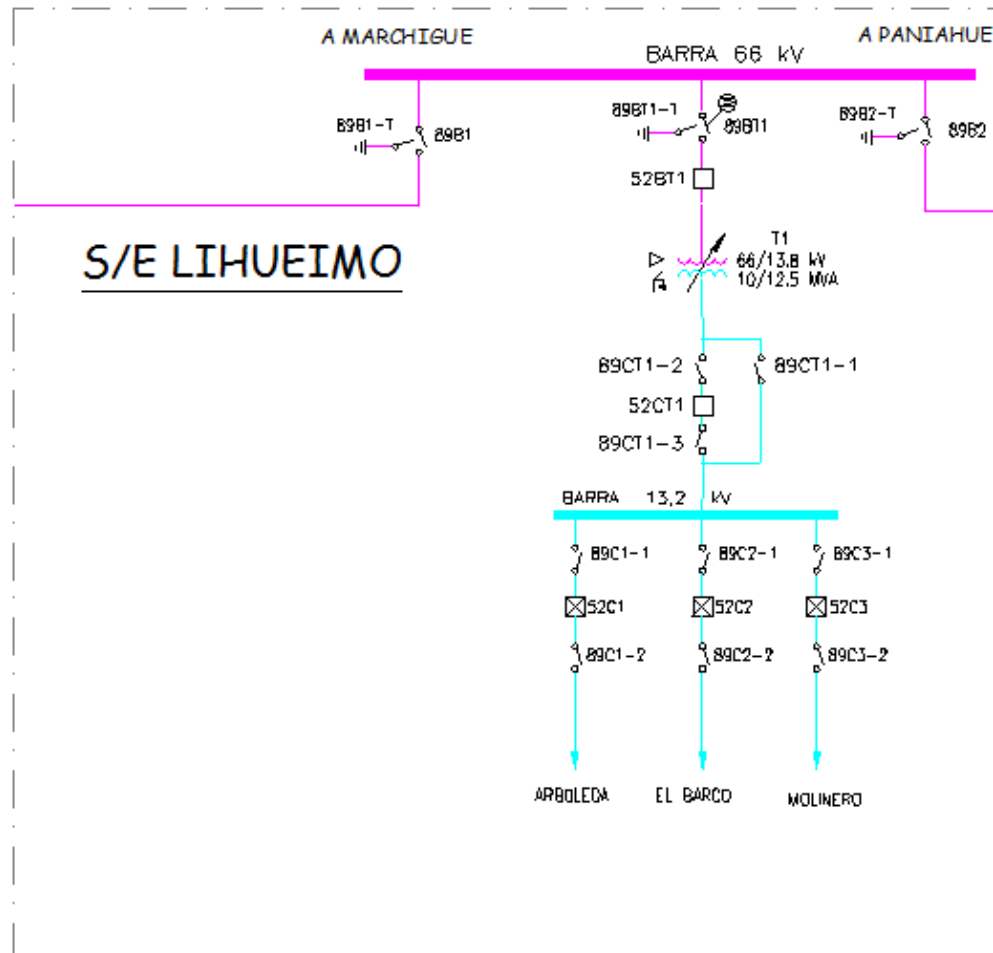 A MARCHIGUE
A PANIAHUE
BARRA 66 kV
89B1-T
89B1
89BT1-T
89BT1
89B2-T
89B2
52BT1
S/E LIHUEIMO
T1
66/13.8 kV
10/12.5 MVA
89CT1-2
89CT1-1
52CT1
89CT1-3
BARRA 13,2 kV
89C1-1
89C2-1
89C3-1
52C1
52C2
52C3
89C1-2
89C2-2
89C3-2
ARBOLEDA
EL BARCO
MOLINERO